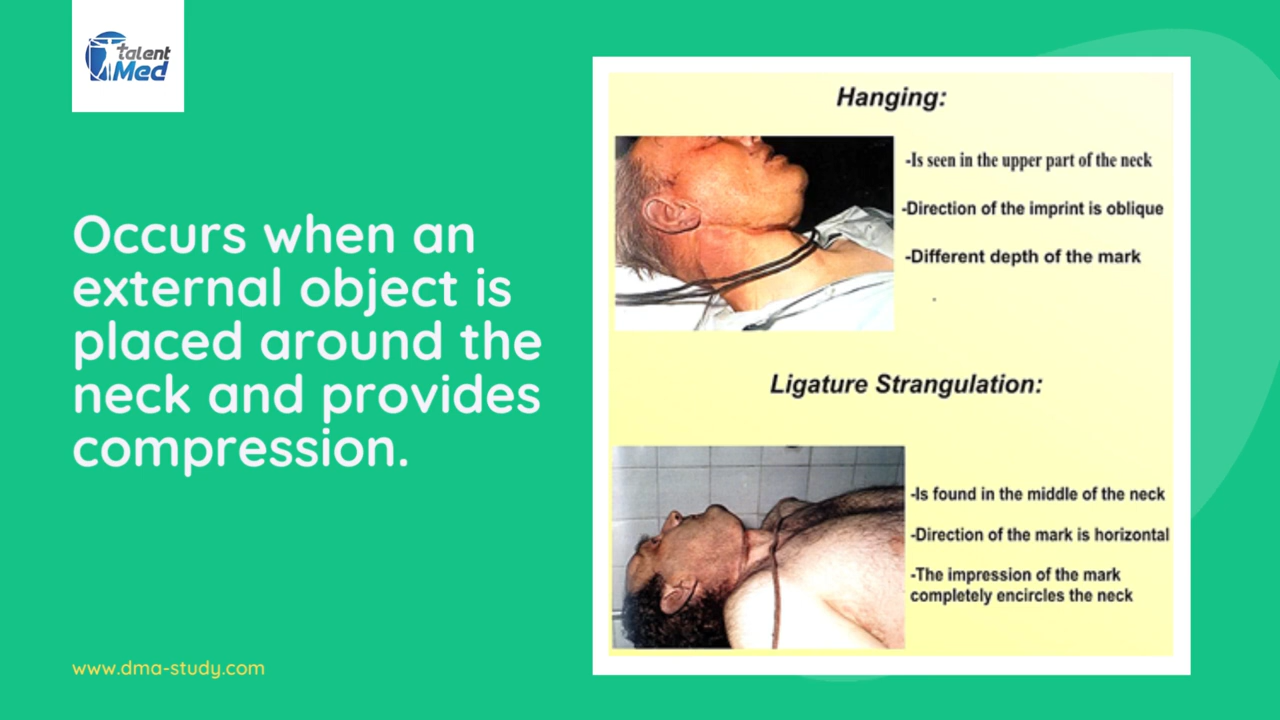 talent
Med
Occurs when an
external object is
placed around the
neck and provides
compression.
www.dma-study.com
Hanging:
-Is seen in the upper part of the neck
-Direction of the imprint is oblique
-Different depth of the mark
Ligature Strangulation:
-Is found in the middle of the neck
-Direction of the mark is horizontal
-The impression of the mark
completely encircles the neck